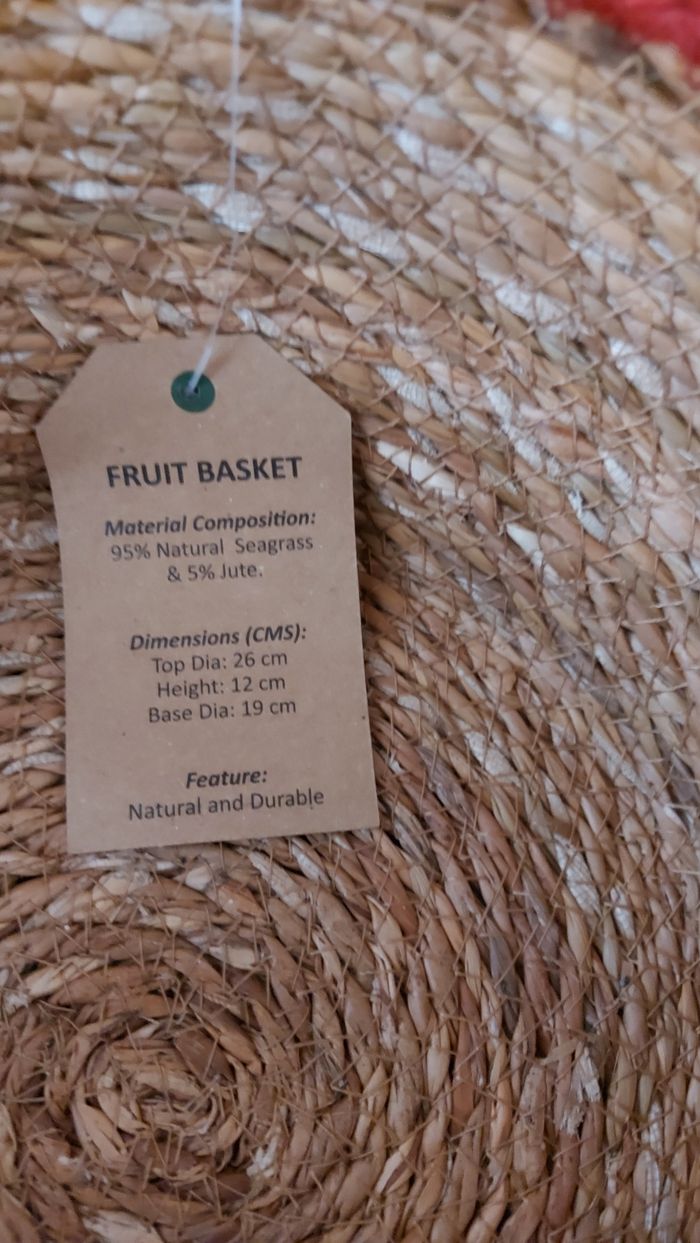 FRUIT BASKET
Material Composition:
95% Natural Seagrass
& 5% Jute.
Dimensions (CMS):
Top Dia: 26 cm
Height: 12 cm
Base Dia: 19 cm
Feature:
Natural and Durable